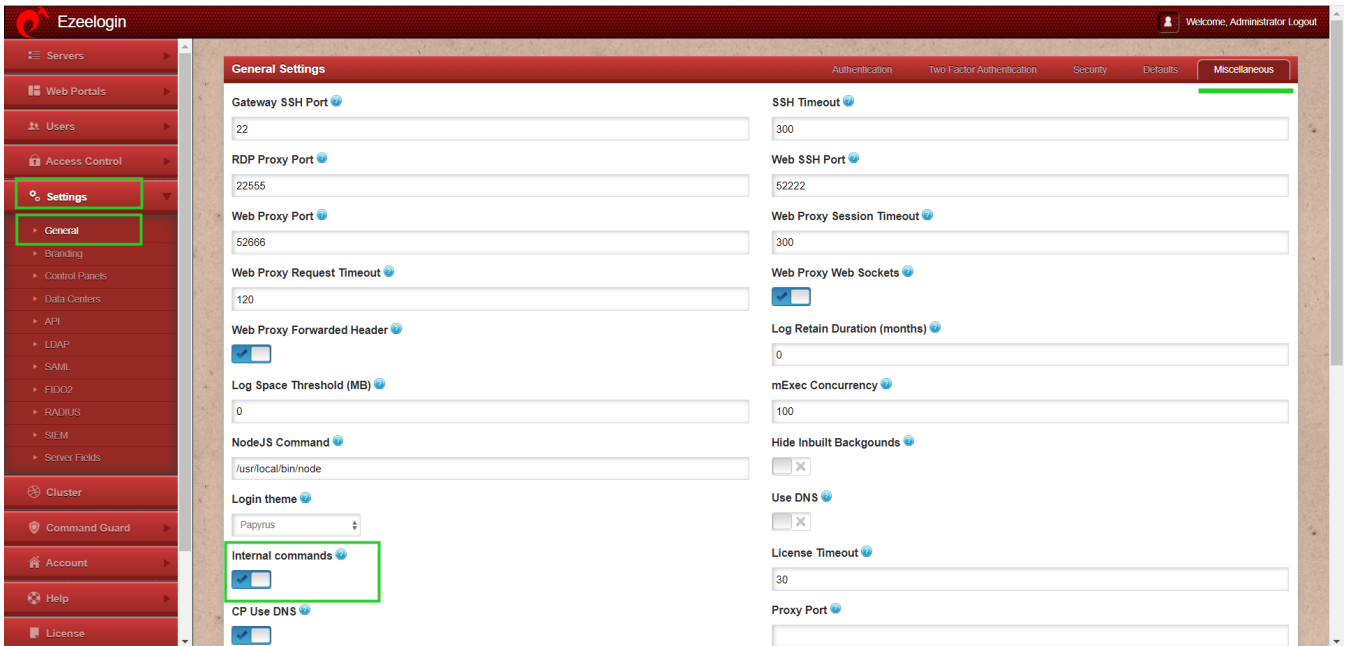 Ezeelogin
Welcome, Administrator Logout
Servers
Web Portals
Users
Access Control
Settings
General
Branding
Control Panels
Data Centers
API
LDAP
SAML
FIDO2
RADIUS
SIEM
Server Fields
Cluster
Command Guard
Account
Help
License
General Settings
Authentication
Two Factor Authentication
Security
Defaults
Miscellaneous
Gateway SSH Port
22
SSH Timeout
300
RDP Proxy Port
22555
Web SSH Port
52222
Web Proxy Port
52666
Web Proxy Session Timeout
300
Web Proxy Request Timeout
120
Web Proxy Web Sockets
Web Proxy Forwarded Header
Log Retain Duration (months)
0
Log Space Threshold (MB)
0
mExec Concurrency
100
NodeJS Command
/usr/local/bin/node
Hide Inbuilt Backgounds
Login theme
Papyrus
Use DNS
Internal commands
License Timeout
30
CP Use DNS
Proxy Port